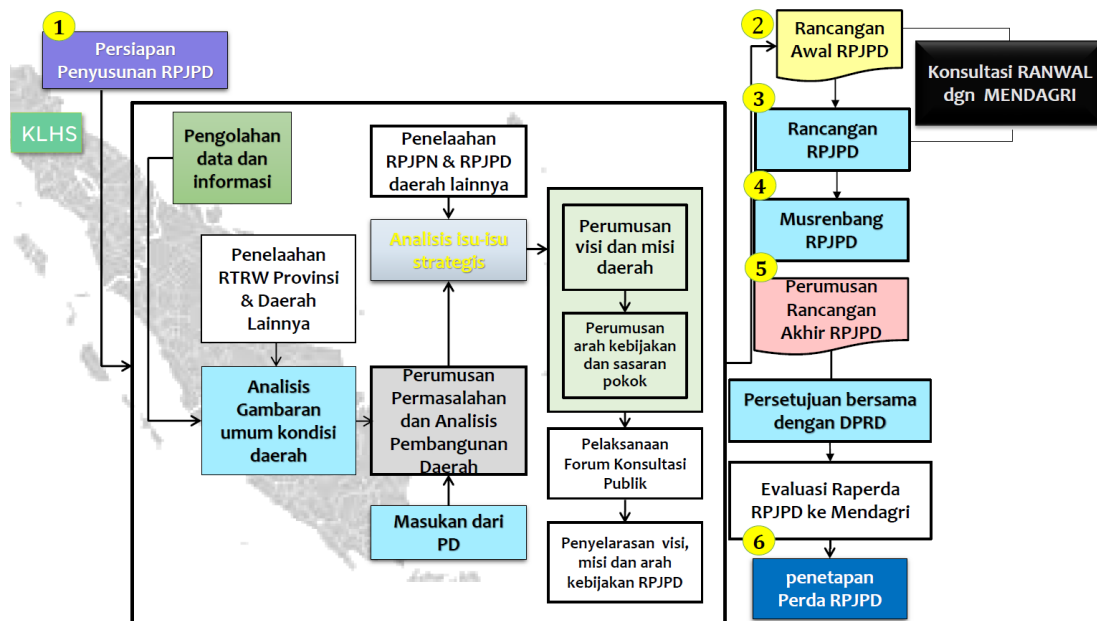 1
Persiapan
Penyusunan RPJPD
KLHS
Pengolahan
data dan
informasi
Penelaahan
RTRW Provinsi
& Daerah
Lainnya
Analisis
Gambaran
umum kondisi
daerah
Penelaahan
RPJPN & RPJPD
daerah lainnya
Analisis isu-isu
strategis
Perumusan
Permasalahan
dan Analisis
Pembangunan
Daerah
Masukan dari
PD
Perumusan
visi dan misi
daerah
Perumusan
arah kebijakan
dan sasaran
pokok
Pelaksanaan
Forum Konsultasi
Publik
Penyelarasan visi,
misi dan arah
kebijakan RPJPD
2
Rancangan
Awal RPJPD
Konsultasi RANWAL
dgn MENDAGRI
3
Rancangan
RPJPD
4
Musrenbang
RPJPD
5
Perumusan
Rancangan
Akhir RPJPD
Persetujuan bersama
dengan DPRD
Evaluasi Raperda
RPJPD ke Mendagri
6
penetapan
Perda RPJPD